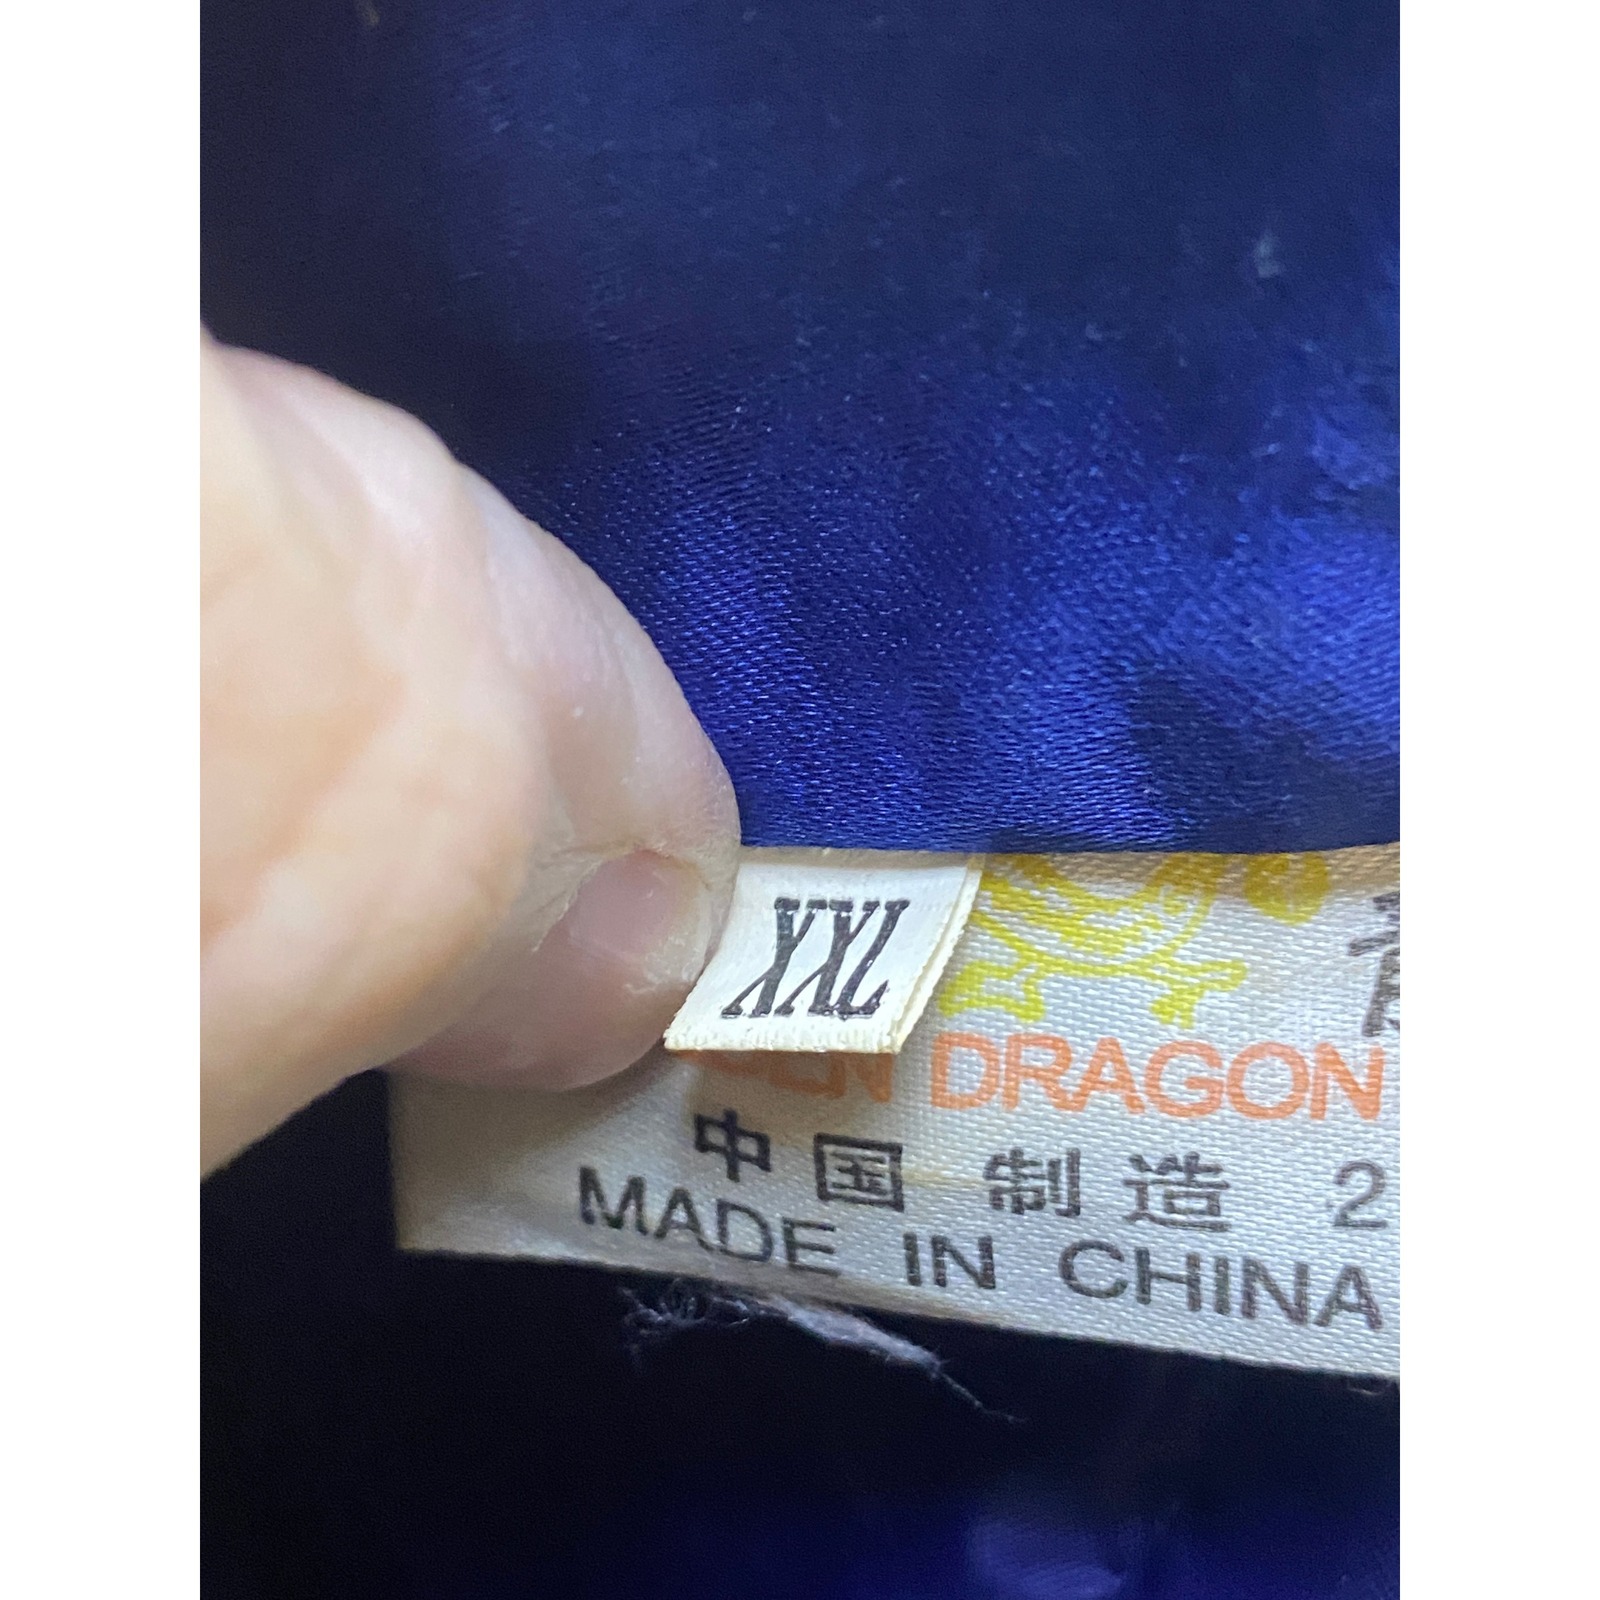 XXL
DRAGON
中国制造 2
MADE IN CHINA